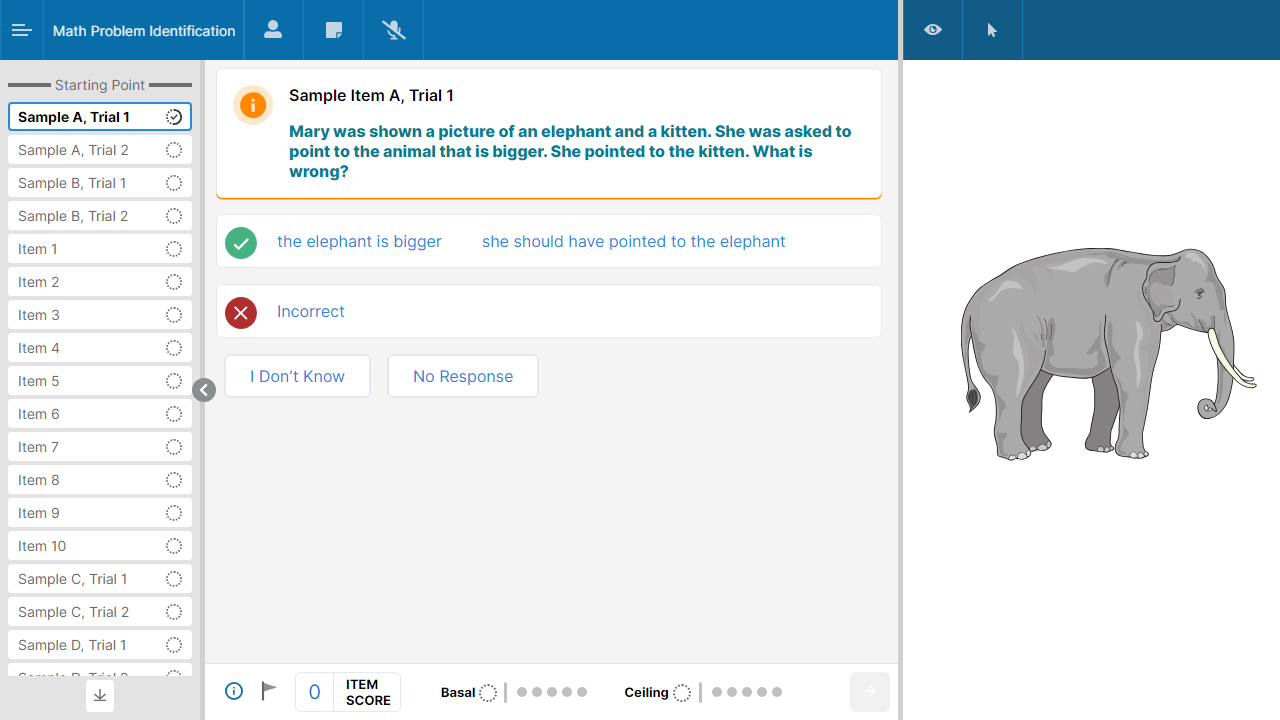 Math Problem Identification
Starting Point
Sample A, Trial 1
Sample A, Trial 2
Sample B, Trial 1
Sample B, Trial 2
Item 1
Item 2
Item 3
Item 4
Item 5
Item 6
Item 7
Item 8
Item 9
Item 10
Sample C, Trial 1
Sample C, Trial 2
Sample D, Trial 1
Sample Item A, Trial 1
Mary was shown a picture of an elephant and a kitten. She was asked to
point to the animal that is bigger. She pointed to the kitten. What is
wrong?
the elephant is bigger she should have pointed to the elephant
Incorrect
I Don’t Know No Response
0 ITEM
SCORE
Basal Ceiling